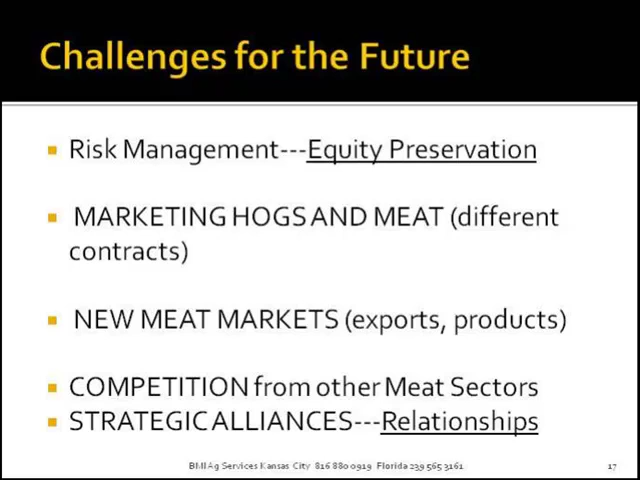 Challenges for the Future
Risk Management---Equity Preservation
MARKETING HOGS AND MEAT (different
contracts)
NEW MEAT MARKETS (exports, products)
COMPETITION from other Meat Sectors
STRATEGIC ALLIANCES---Relationships
BMI Ag Services Kansas City 816 880 0919 Florida 239 565 3161
17